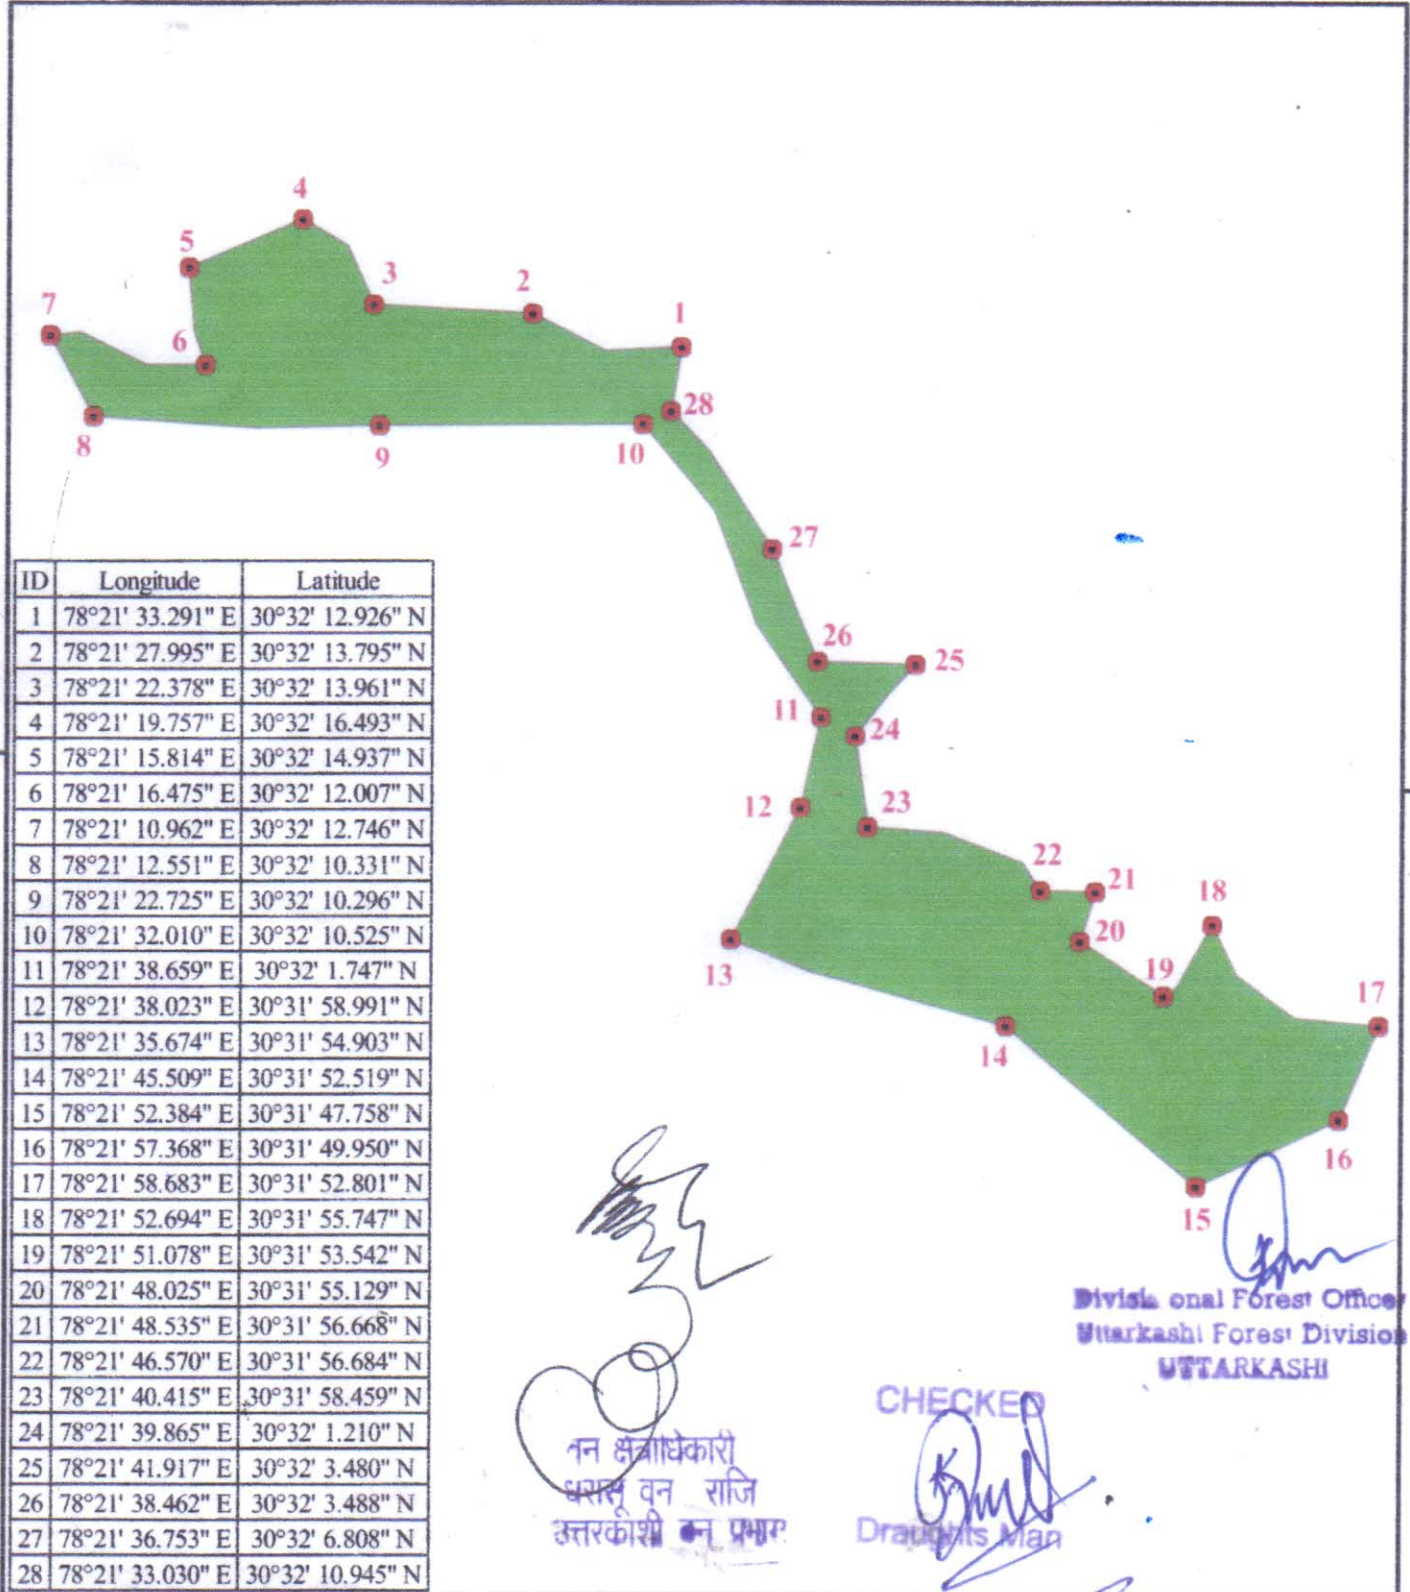 4
5
3
2
7
1
6
28
8
9
10
27
26
25
11
24
12
23
22
21
18
20
13
19
17
14
16
15
ID Longitude Latitude
1 78°21' 33.291" E 30°32' 12.926" N
2 78°21' 27.995" E 30°32' 13.795" N
3 78°21' 22.378" E 30°32' 13.961" N
4 78°21' 19.757" E 30°32' 16.493" N
5 78°21' 15.814" E 30°32' 14.937" N
6 78°21' 16.475" E 30°32' 12.007" N
7 78°21' 10.962" E 30°32' 12.746" N
8 78°21' 12.551" E 30°32' 10.331" N
9 78°21' 22.725" E 30°32' 10.296" N
10 78°21' 32.010" E 30°32' 10.525" N
11 78°21' 38.659" E 30°32' 1.747" N
12 78°21' 38.023" E 30°31' 58.991" N
13 78°21' 35.674" E 30°31' 54.903" N
14 78°21' 45.509" E 30°31' 52.519" N
15 78°21' 52.384" E 30°31' 47.758" N
16 78°21' 57.368" E 30°31' 49.950" N
17 78°21' 58.683" E 30°31' 52.801" N
18 78°21' 52.694" E 30°31' 55.747" N
19 78°21' 51.078" E 30°31' 53.542" N
20 78°21' 48.025" E 30°31' 55.129" N
21 78°21' 48.535" E 30°31' 56.668" N
22 78°21' 46.570" E 30°31' 56.684" N
23 78°21' 40.415" E 30°31' 58.459" N
24 78°21' 39.865" E 30°32' 1.210" N
25 78°21' 41.917" E 30°32' 3.480" N
26 78°21' 38.462" E 30°32' 3.488" N
27 78°21' 36.753" E 30°32' 6.808" N
28 78°21' 33.030" E 30°32' 10.945" N
Divisional Forest Officer
Uttarkashi Forest Division
UTTARKASHI
CHECKED
Draughts Man
वन क्षेत्राधिकारी
धरासू वन राजि
उत्तरकाशी वन प्रभाग